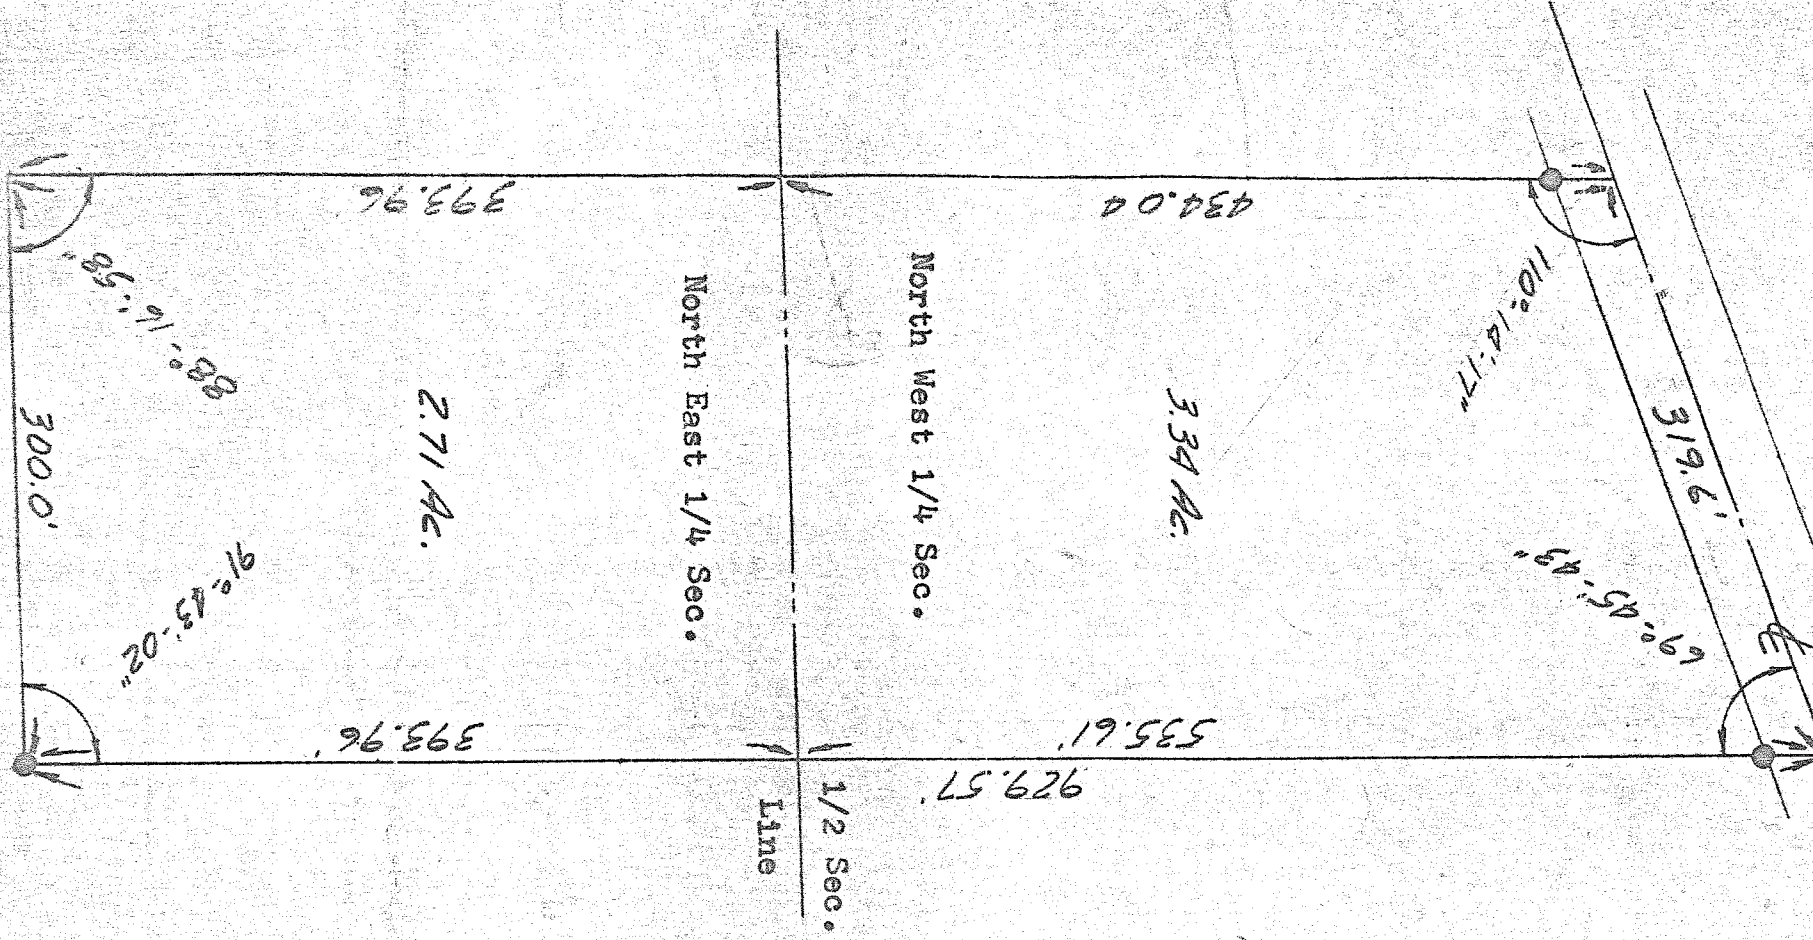 393.96
434.04
110°-14'-17"
88°-16'-58"
North East 1/4 Sec.
North West 1/4 Sec.
2.71 Ac.
3.34 Ac.
319.6'
300.0'
69°-45'-43"
℄
91°-43'-02"
393.96'
535.61'
929.57'
1/2 Sec.
Line